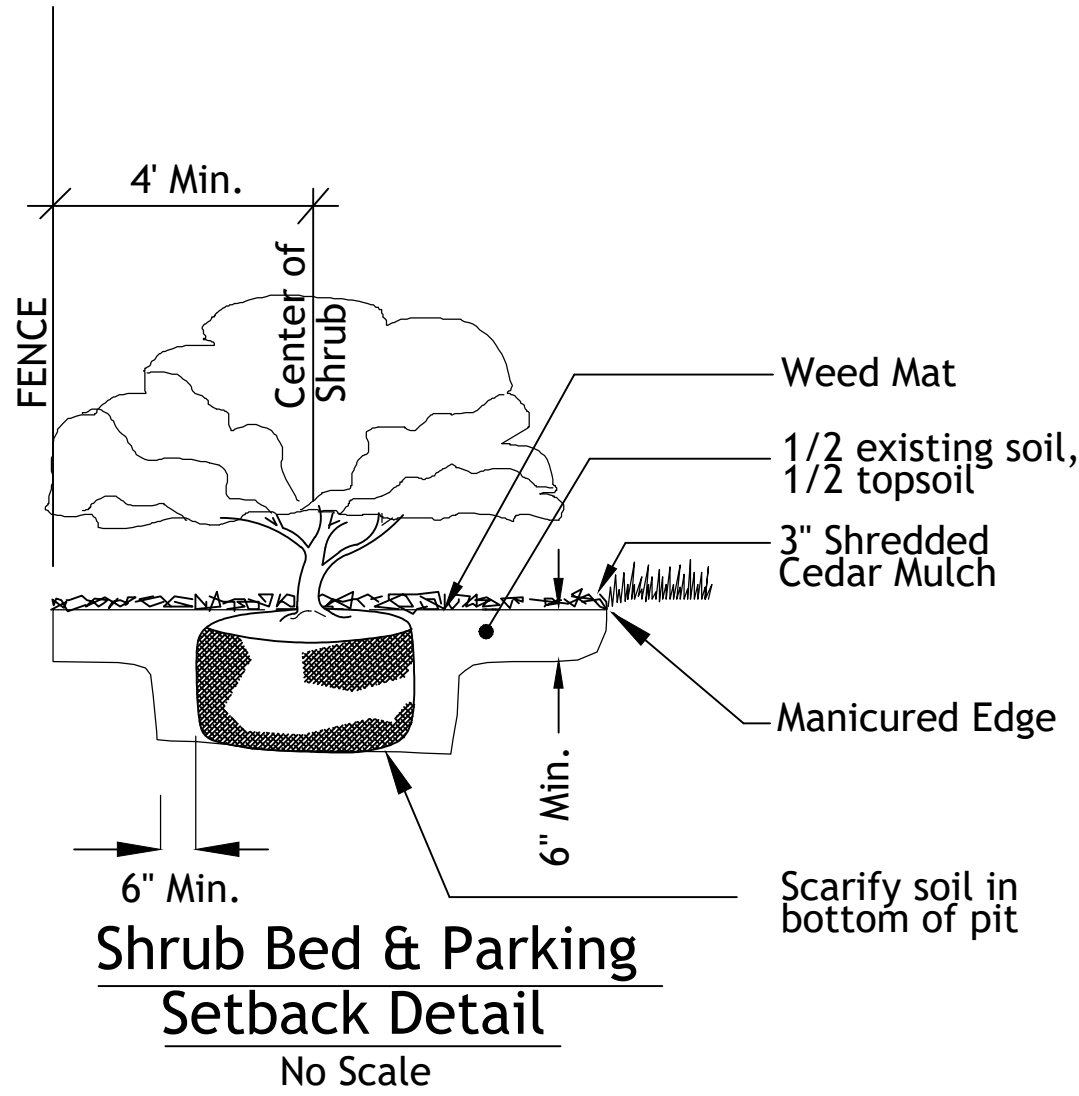 4' Min.
FENCE
Center of
Shrub
Weed Mat
1/2 existing soil,
1/2 topsoil
3" Shredded
Cedar Mulch
Manicured Edge
6" Min.
6" Min.
Scarify soil in
bottom of pit
Shrub Bed & Parking
Setback Detail
No Scale